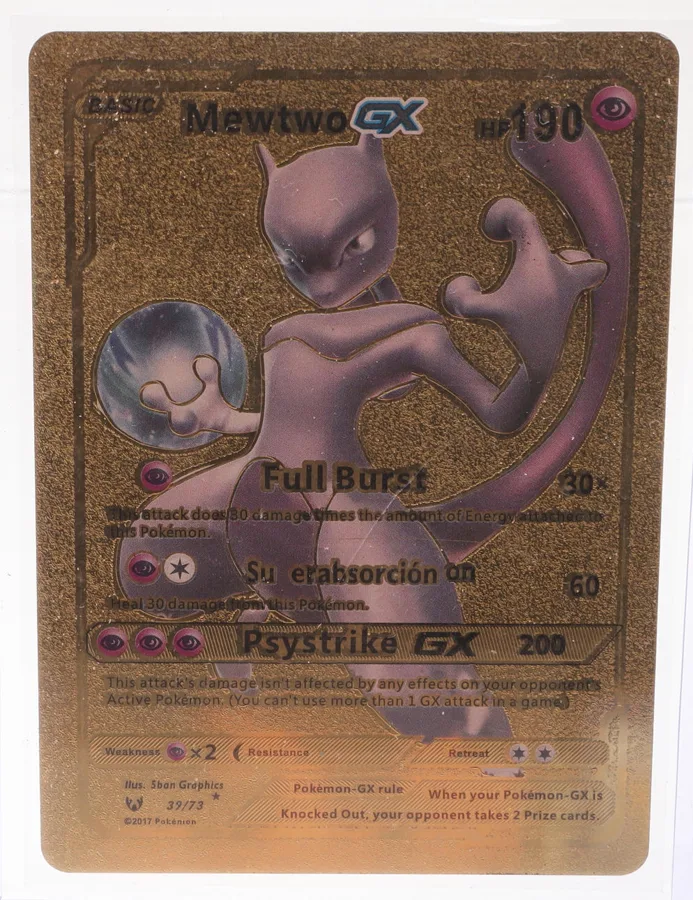 BASIC
Mewtwo GX
HP 190
Full Burst 30×
This attack does 30 damage times the amount of Energy attached to
this Pokémon.
Su erabsorción on 60
Heal 30 damage from this Pokémon.
Psystrike GX 200
This attack's damage isn't affected by any effects on your opponent's
Active Pokémon. (You can't use more than 1 GX attack in a game.)
Weakness ×2 Resistance Retreat
Illus. 5ban Graphics
39/73
©2017 Pokémon
Pokémon-GX rule When your Pokémon-GX is
Knocked Out, your opponent takes 2 Prize cards.